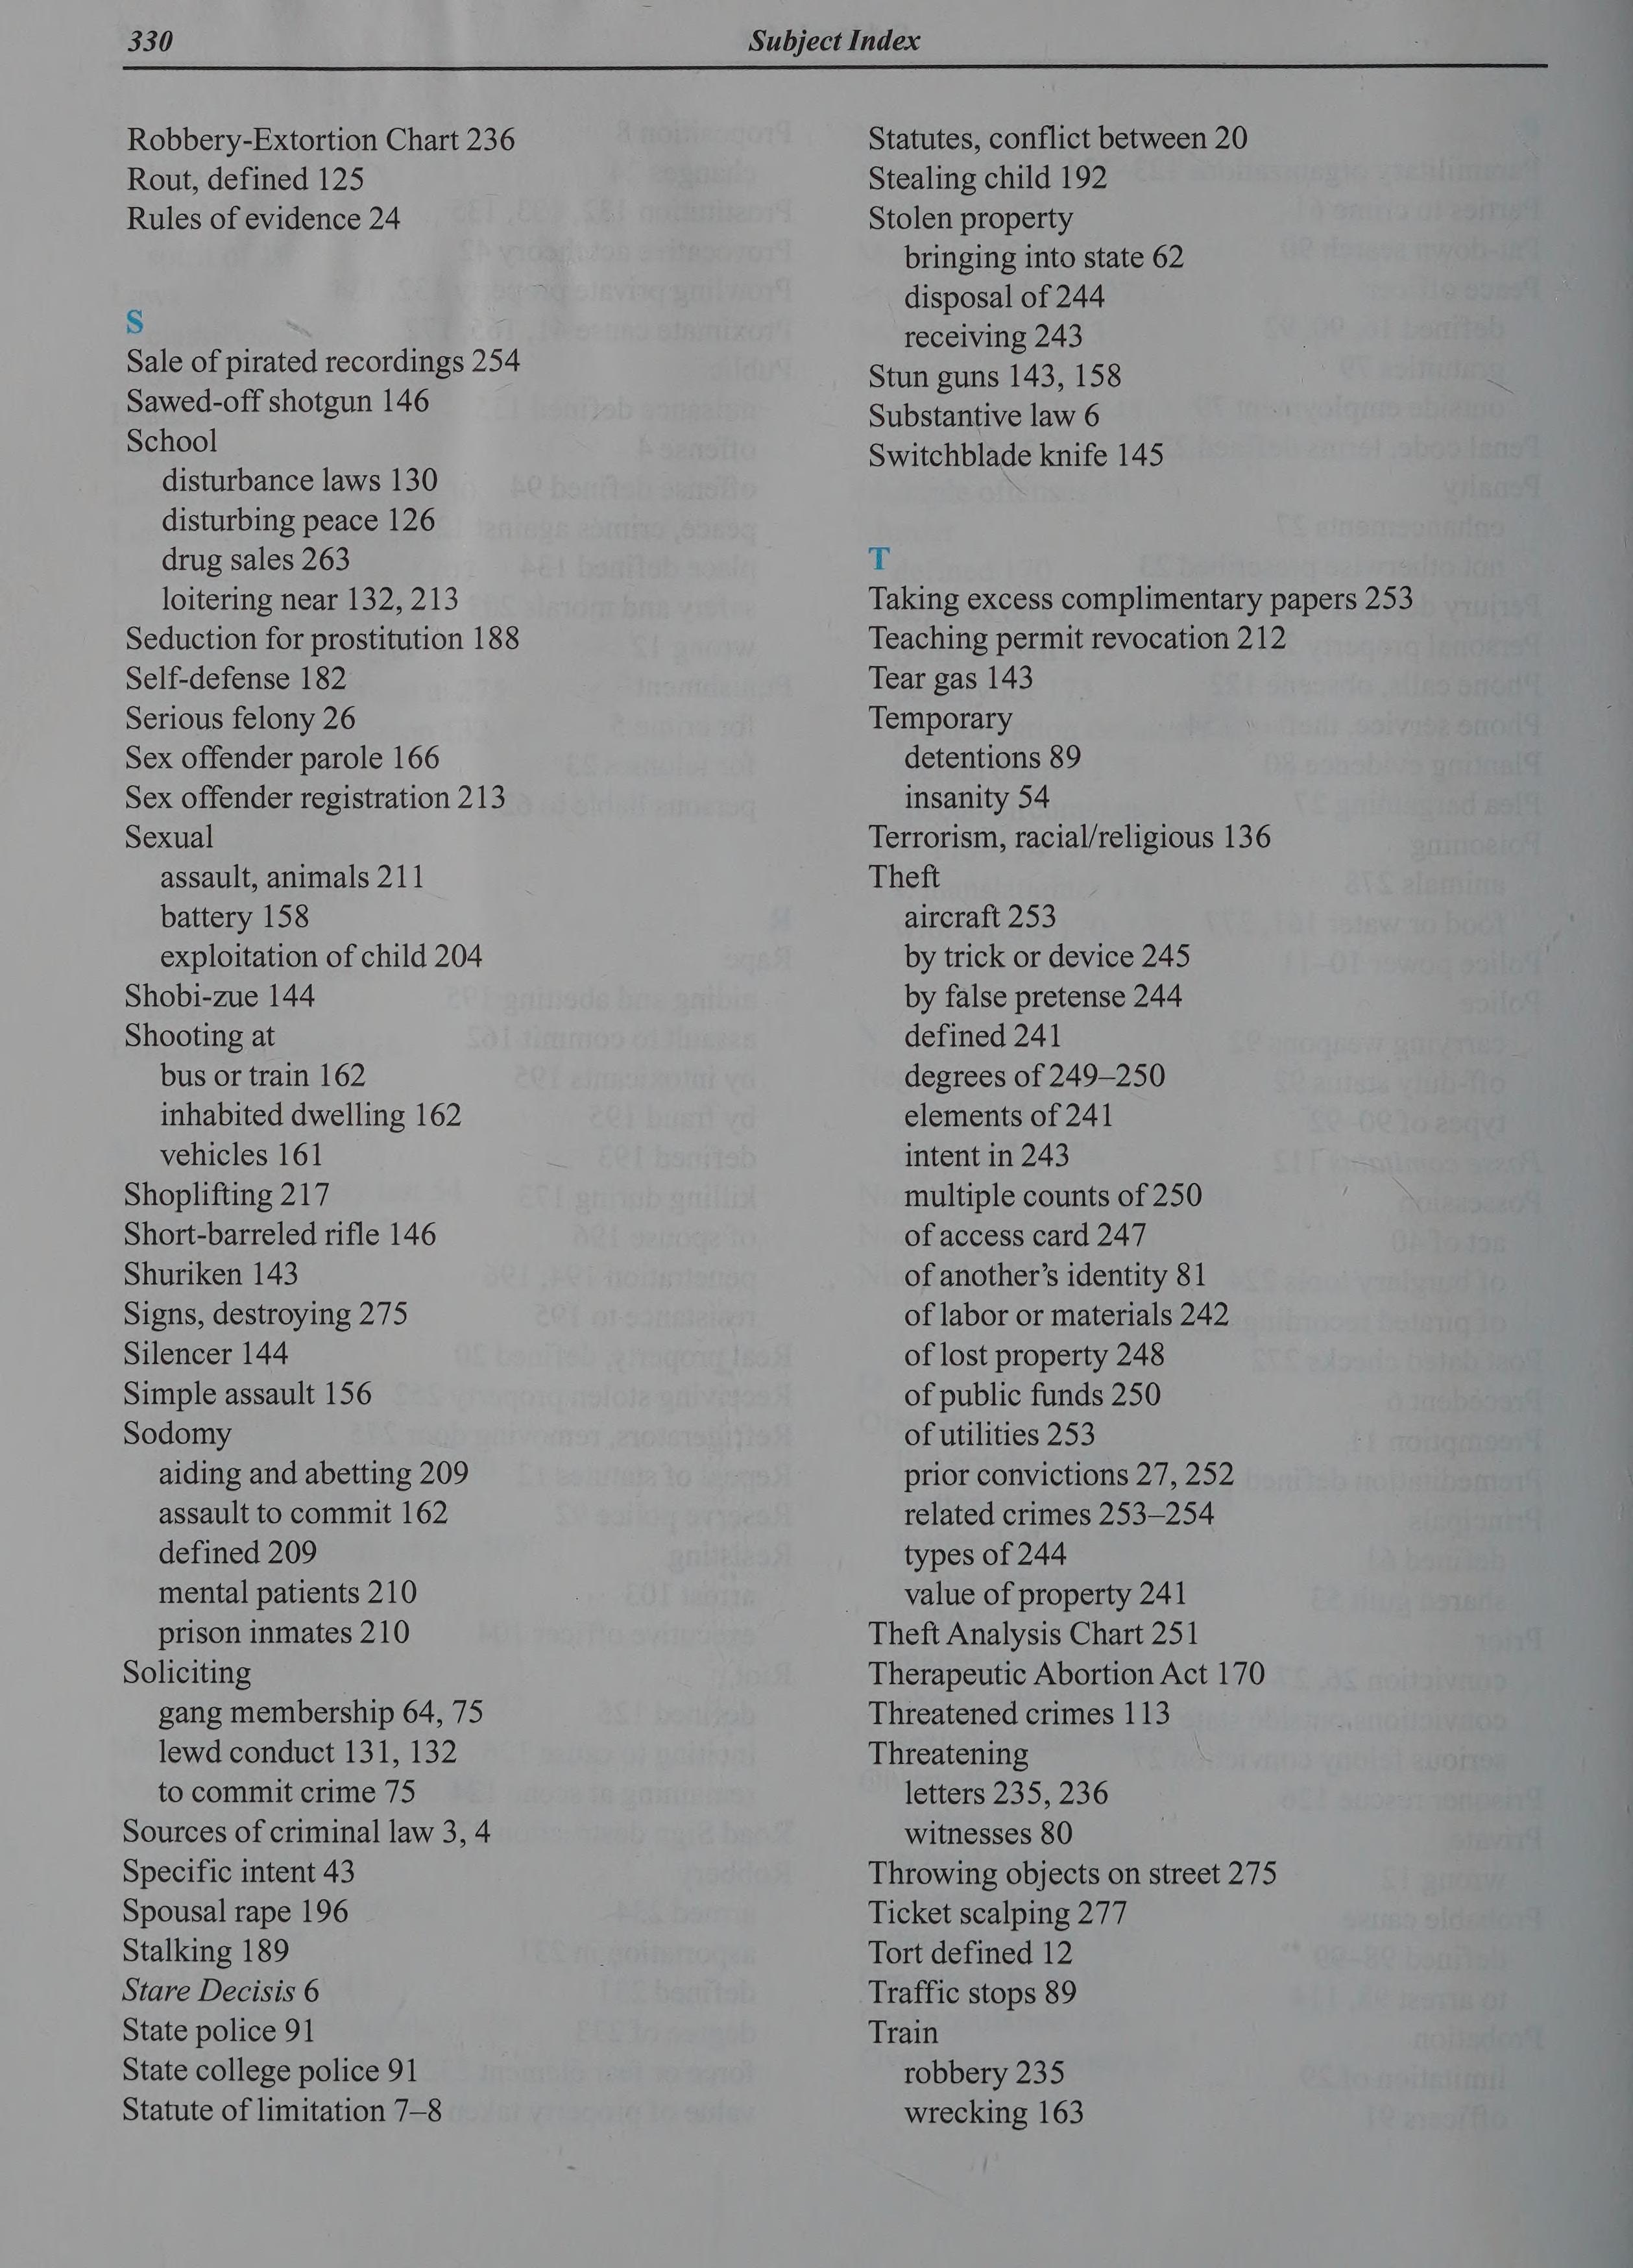 330
Subject Index
Robbery-Extortion Chart 236
Rout, defined 125
Rules of evidence 24
S
Sale of pirated recordings 254
Sawed-off shotgun 146
School
disturbance laws 130
disturbing peace 126
drug sales 263
loitering near 132, 213
Seduction for prostitution 188
Self-defense 182
Serious felony 26
Sex offender parole 166
Sex offender registration 213
Sexual
assault, animals 211
battery 158
exploitation of child 204
Shobi-zue 144
Shooting at
bus or train 162
inhabited dwelling 162
vehicles 161
Shoplifting 217
Short-barreled rifle 146
Shuriken 143
Signs, destroying 275
Silencer 144
Simple assault 156
Sodomy
aiding and abetting 209
assault to commit 162
defined 209
mental patients 210
prison inmates 210
Soliciting
gang membership 64, 75
lewd conduct 131, 132
to commit crime 75
Sources of criminal law 3, 4
Specific intent 43
Spousal rape 196
Stalking 189
Stare Decisis 6
State police 91
State college police 91
Statute of limitation 7–8
Statutes, conflict between 20
Stealing child 192
Stolen property
bringing into state 62
disposal of 244
receiving 243
Stun guns 143, 158
Substantive law 6
Switchblade knife 145
T
Taking excess complimentary papers 253
Teaching permit revocation 212
Tear gas 143
Temporary
detentions 89
insanity 54
Terrorism, racial/religious 136
Theft
aircraft 253
by trick or device 245
by false pretense 244
defined 241
degrees of 249–250
elements of 241
intent in 243
multiple counts of 250
of access card 247
of another’s identity 81
of labor or materials 242
of lost property 248
of public funds 250
of utilities 253
prior convictions 27, 252
related crimes 253–254
types of 244
value of property 241
Theft Analysis Chart 251
Therapeutic Abortion Act 170
Threatened crimes 113
Threatening
letters 235, 236
witnesses 80
Throwing objects on street 275
Ticket scalping 277
Tort defined 12
Traffic stops 89
Train
robbery 235
wrecking 163